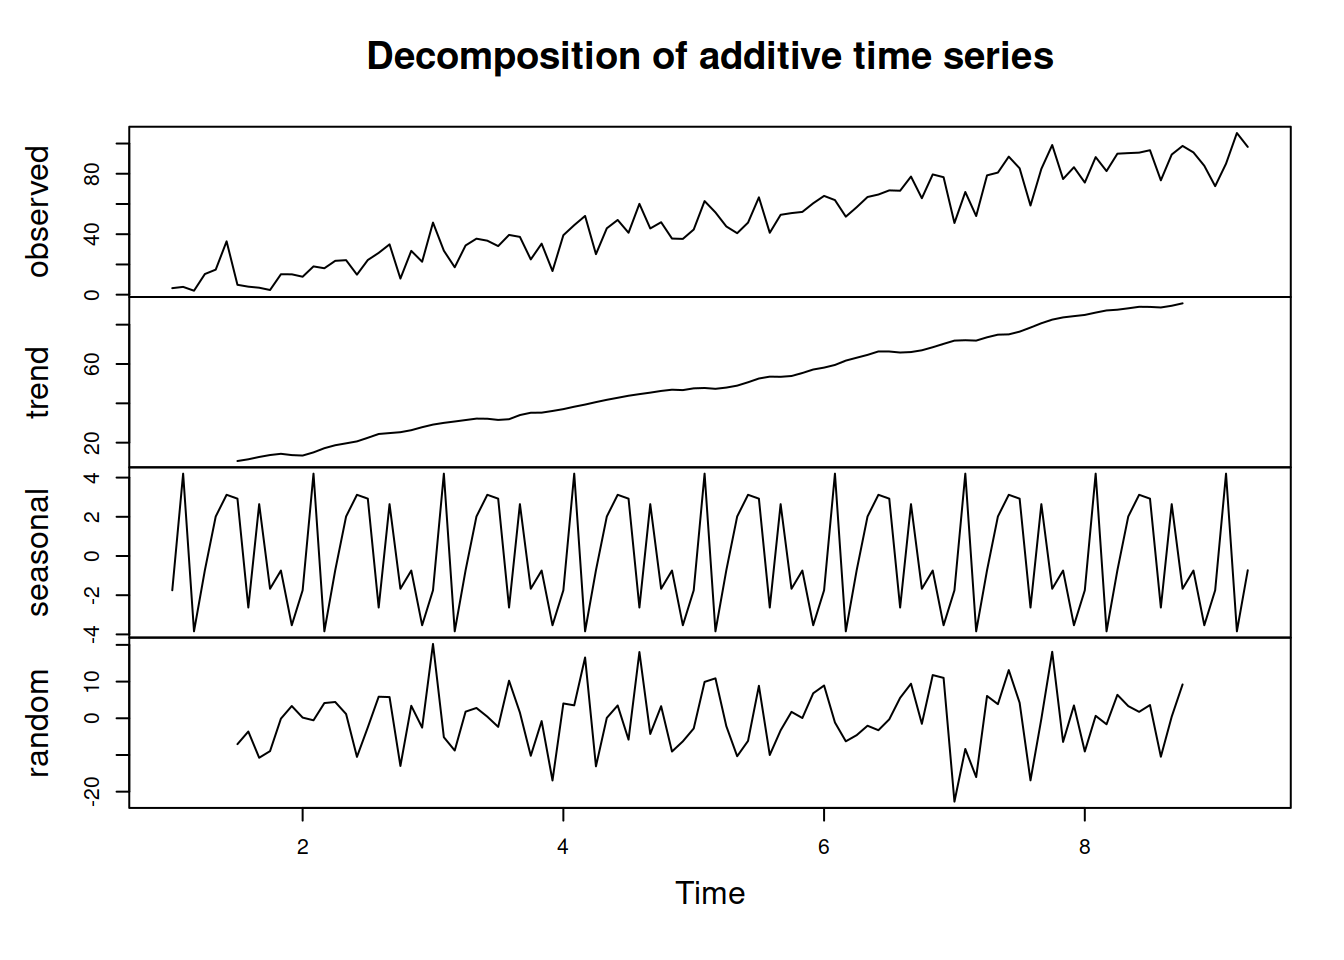 Decomposition of additive time series
observed
0 40 80
trend
20 60
seasonal
-4 -2 0 2 4
random
-20 0 10
2 4 6 8
Time